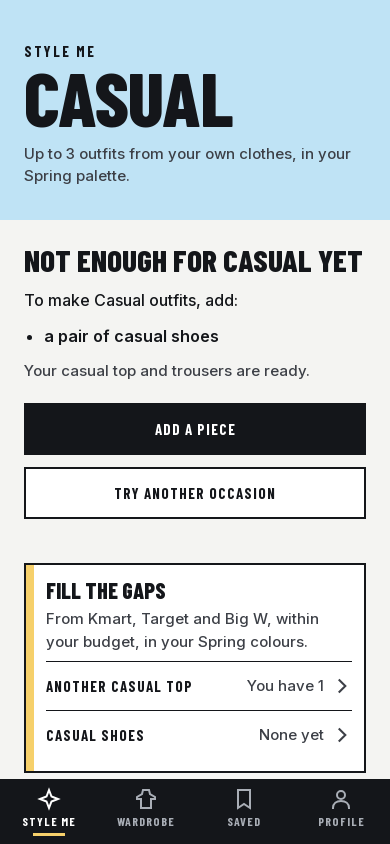 STYLE ME
CASUAL
Up to 3 outfits from your own clothes, in your
Spring palette.
NOT ENOUGH FOR CASUAL YET
To make Casual outfits, add:
• a pair of casual shoes
Your casual top and trousers are ready.
ADD A PIECE
TRY ANOTHER OCCASION
FILL THE GAPS
From Kmart, Target and Big W, within
your budget, in your Spring colours.
ANOTHER CASUAL TOP You have 1
CASUAL SHOES None yet
STYLE ME WARDROBE SAVED PROFILE